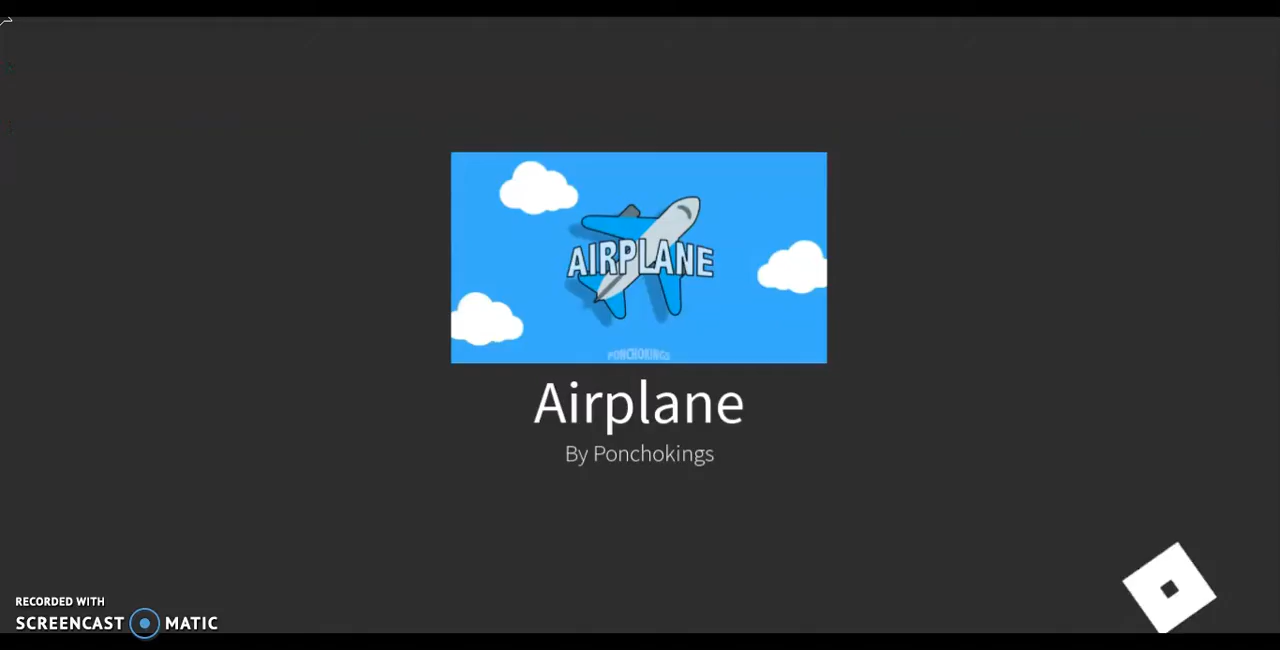 AIRPLANE
PONCHOKINGS
Airplane
By Ponchokings
RECORDED WITH
SCREENCAST MATIC